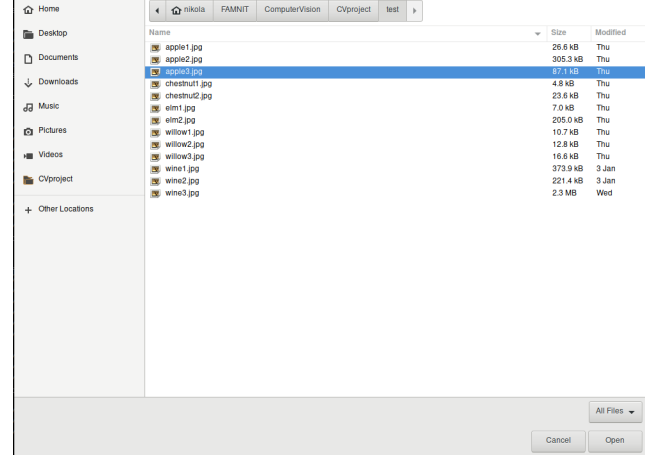 Home
Desktop
Documents
Downloads
Music
Pictures
Videos
CVproject
Other Locations
nikola FAMNIT ComputerVision CVproject test
Name Size Modified
apple1.jpg 26.6 kB Thu
apple2.jpg 305.3 kB Thu
apple3.jpg 87.1 kB Thu
chestnut1.jpg 4.8 kB Thu
chestnut2.jpg 23.6 kB Thu
elm1.jpg 7.0 kB Thu
elm2.jpg 205.0 kB Thu
willow1.jpg 10.7 kB Thu
willow2.jpg 12.8 kB Thu
willow3.jpg 16.6 kB Thu
wine1.jpg 373.9 kB 3 Jan
wine2.jpg 221.4 kB 3 Jan
wine3.jpg 2.3 MB Wed
All Files
Cancel Open